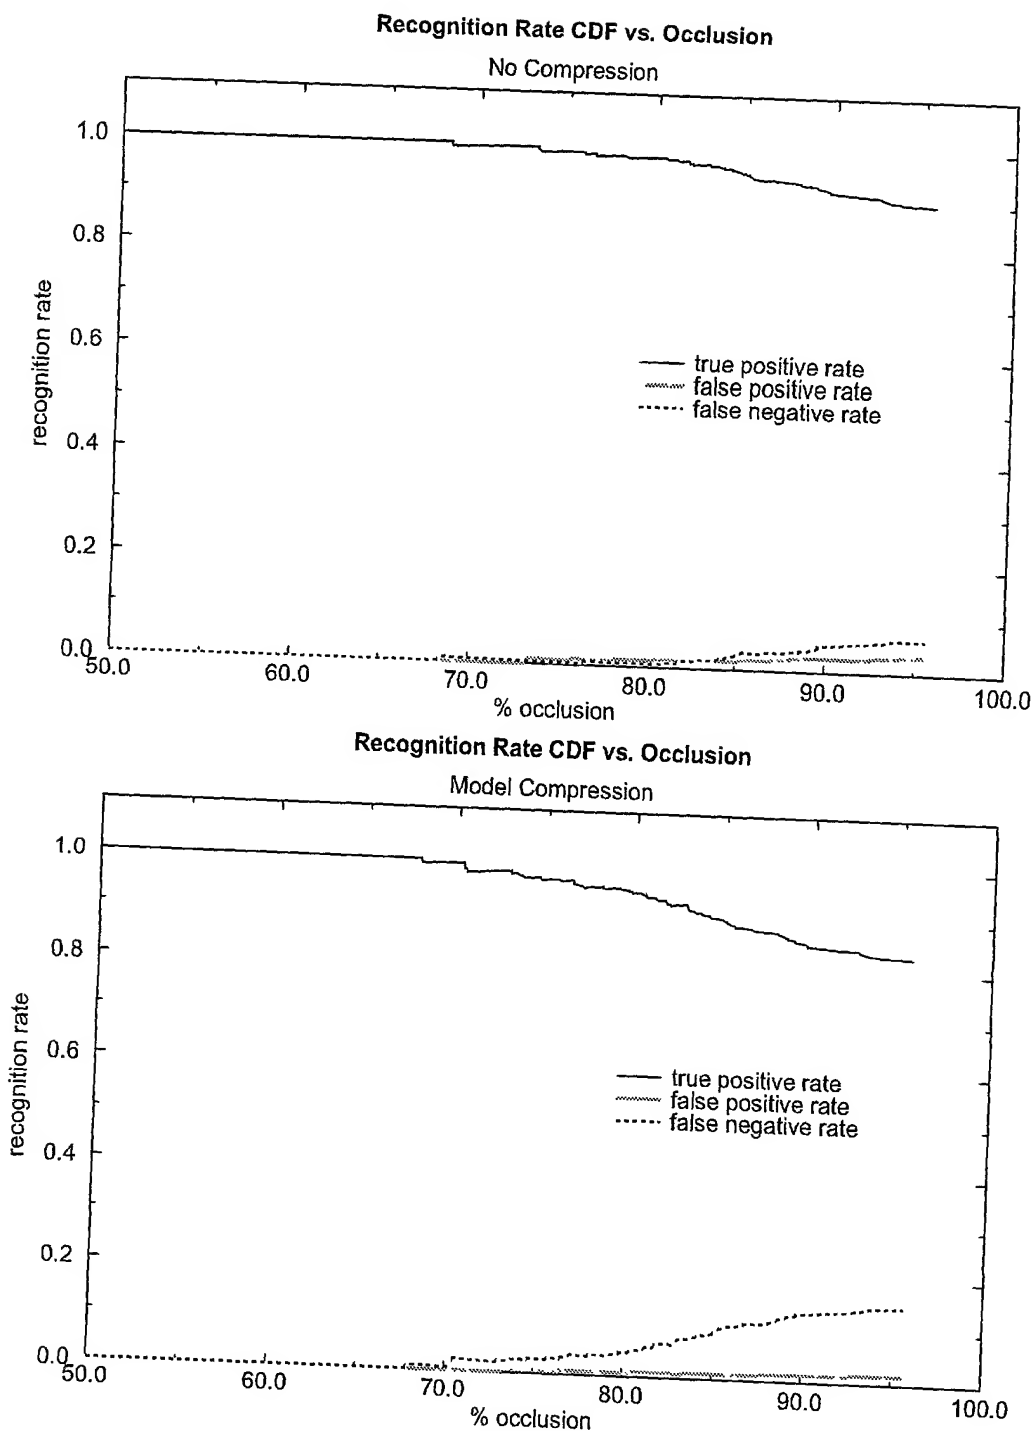 Recognition Rate CDF vs. Occlusion
No Compression
1.0
0.8
0.6
0.4
0.2
0.0
recognition rate
true positive rate
false positive rate
false negative rate
50.0 60.0 70.0 80.0 90.0 100.0
% occlusion
Recognition Rate CDF vs. Occlusion
Model Compression
1.0
0.8
0.6
0.4
0.2
0.0
recognition rate
true positive rate
false positive rate
false negative rate
50.0 60.0 70.0 80.0 90.0 100.0
% occlusion